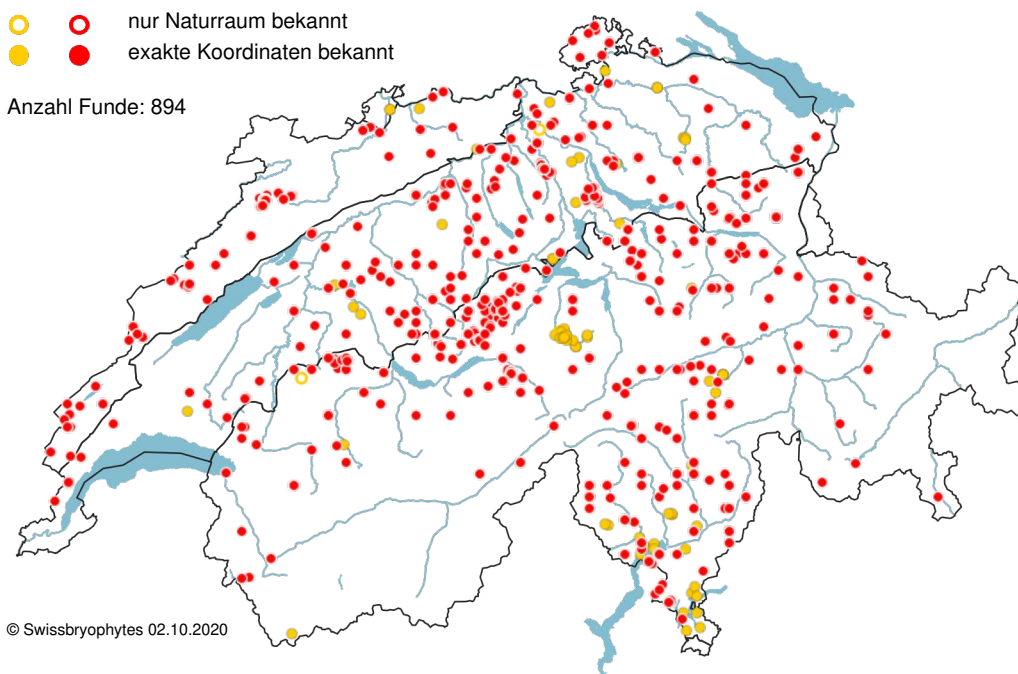 nur Naturraum bekannt
exakte Koordinaten bekannt
Anzahl Funde: 894
© Swissbryophytes 02.10.2020